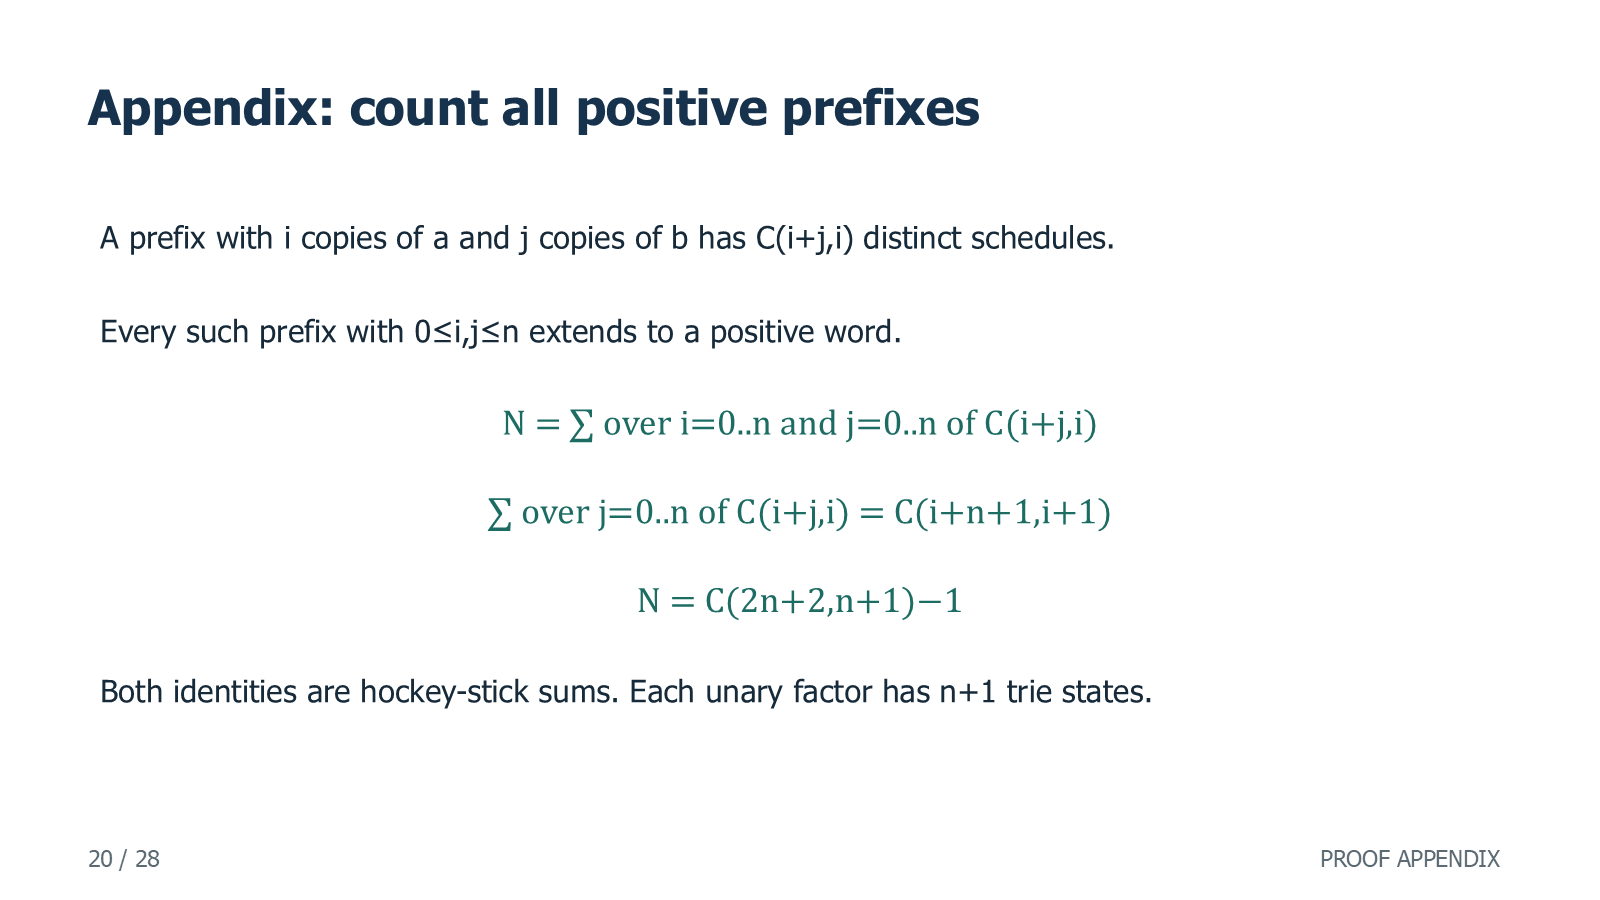 Appendix: count all positive prefixes
A prefix with i copies of a and j copies of b has C(i+j,i) distinct schedules.
Every such prefix with 0≤i,j≤n extends to a positive word.
N = ∑ over i=0..n and j=0..n of C(i+j,i)
∑ over j=0..n of C(i+j,i) = C(i+n+1,i+1)
N = C(2n+2,n+1)−1
Both identities are hockey-stick sums. Each unary factor has n+1 trie states.
20 / 28
PROOF APPENDIX